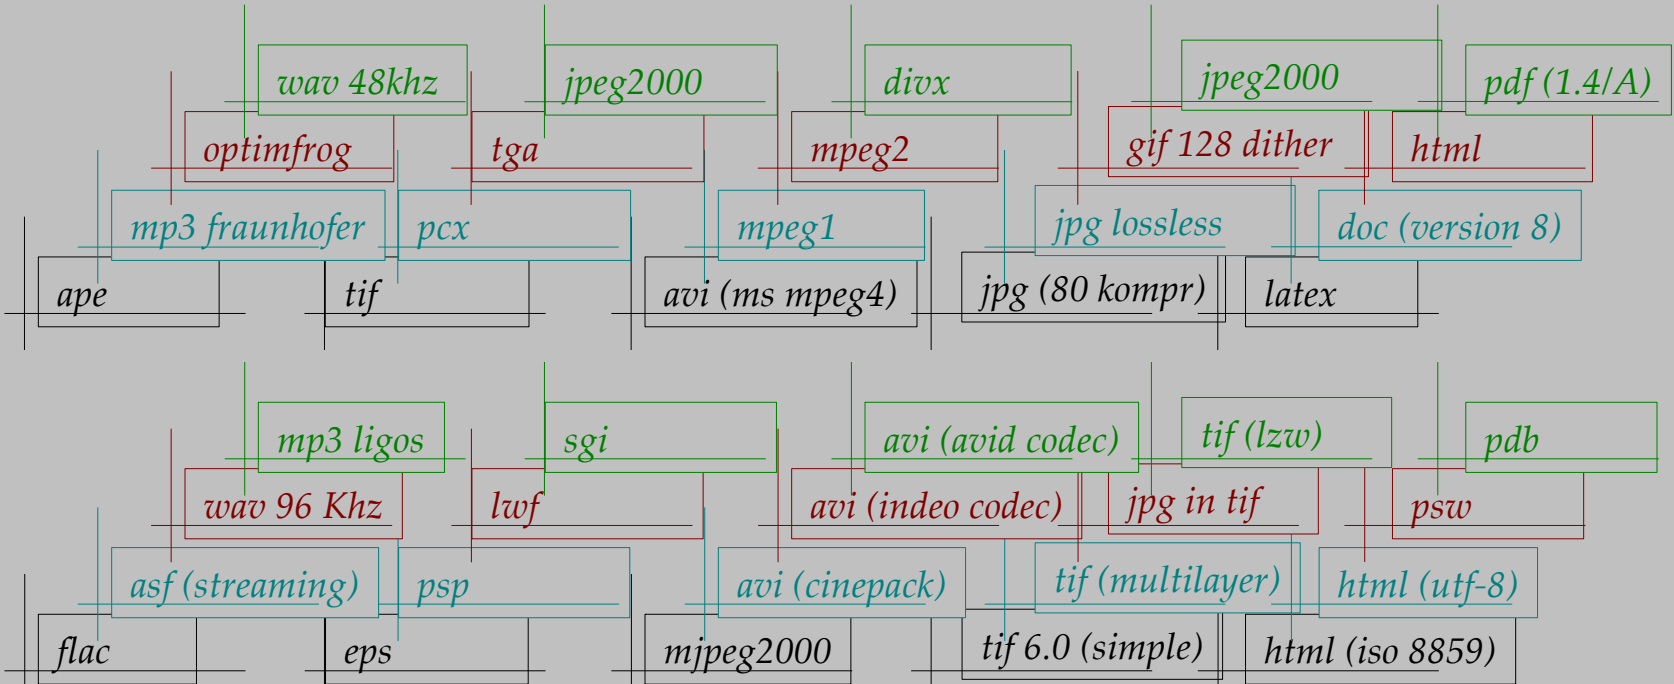 wav 48khz jpeg2000 divx jpeg2000 pdf (1.4/A)
optimfrog tga mpeg2 gif 128 dither html
mp3 fraunhofer pcx mpeg1 jpg lossless doc (version 8)
ape tif avi (ms mpeg4) jpg (80 kompr) latex
mp3 ligos sgi avi (avid codec) tif (lzw) pdb
wav 96 Khz lwf avi (indeo codec) jpg in tif psw
asf (streaming) psp avi (cinepack) tif (multilayer) html (utf-8)
flac eps mjpeg2000 tif 6.0 (simple) html (iso 8859)